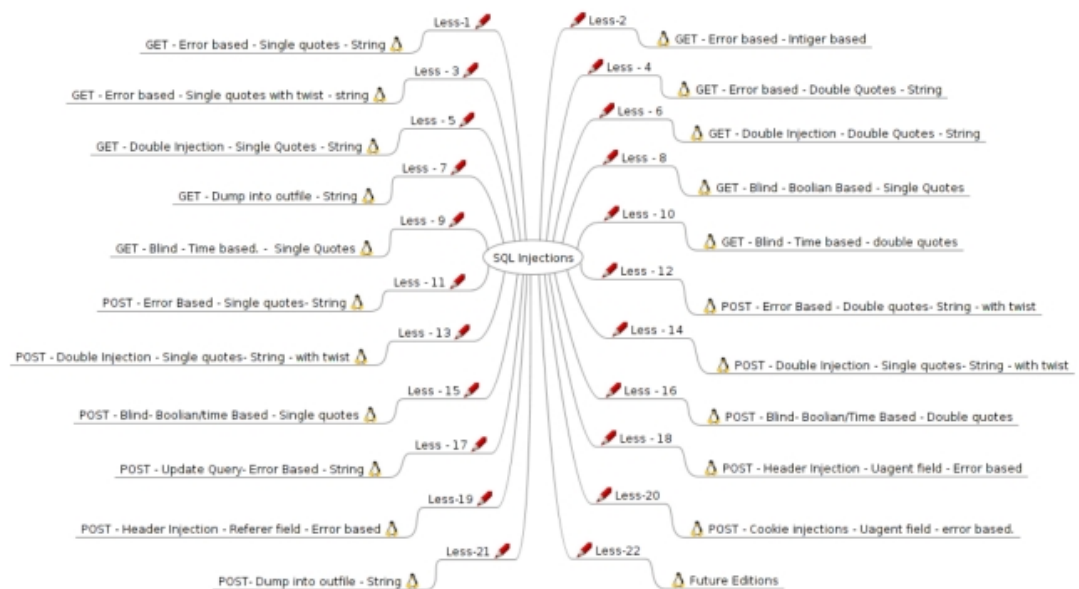 Less-1
GET - Error based - Single quotes - String
Less - 3
GET - Error based - Single quotes with twist - string
Less - 5
GET - Double Injection - Single Quotes - String
Less - 7
GET - Dump into outfile - String
Less - 9
GET - Blind - Time based. - Single Quotes
Less - 11
POST - Error Based - Single quotes- String
Less - 13
POST - Double Injection - Single quotes- String - with twist
Less - 15
POST - Blind- Boolian/time Based - Single quotes
Less - 17
POST - Update Query- Error Based - String
Less-19
POST - Header Injection - Referer field - Error based
Less-21
POST- Dump into outfile - String
SQL Injections
Less-2
GET - Error based - Intiger based
Less - 4
GET - Error based - Double Quotes - String
Less - 6
GET - Double Injection - Double Quotes - String
Less - 8
GET - Blind - Boolian Based - Single Quotes
Less - 10
GET - Blind - Time based - double quotes
Less - 12
POST - Error Based - Double quotes- String - with twist
Less - 14
POST - Double Injection - Single quotes- String - with twist
Less - 16
POST - Blind- Boolian/Time Based - Double quotes
Less - 18
POST - Header Injection - Uagent field - Error based
Less-20
POST - Cookie injections - Uagent field - error based.
Less-22
Future Editions